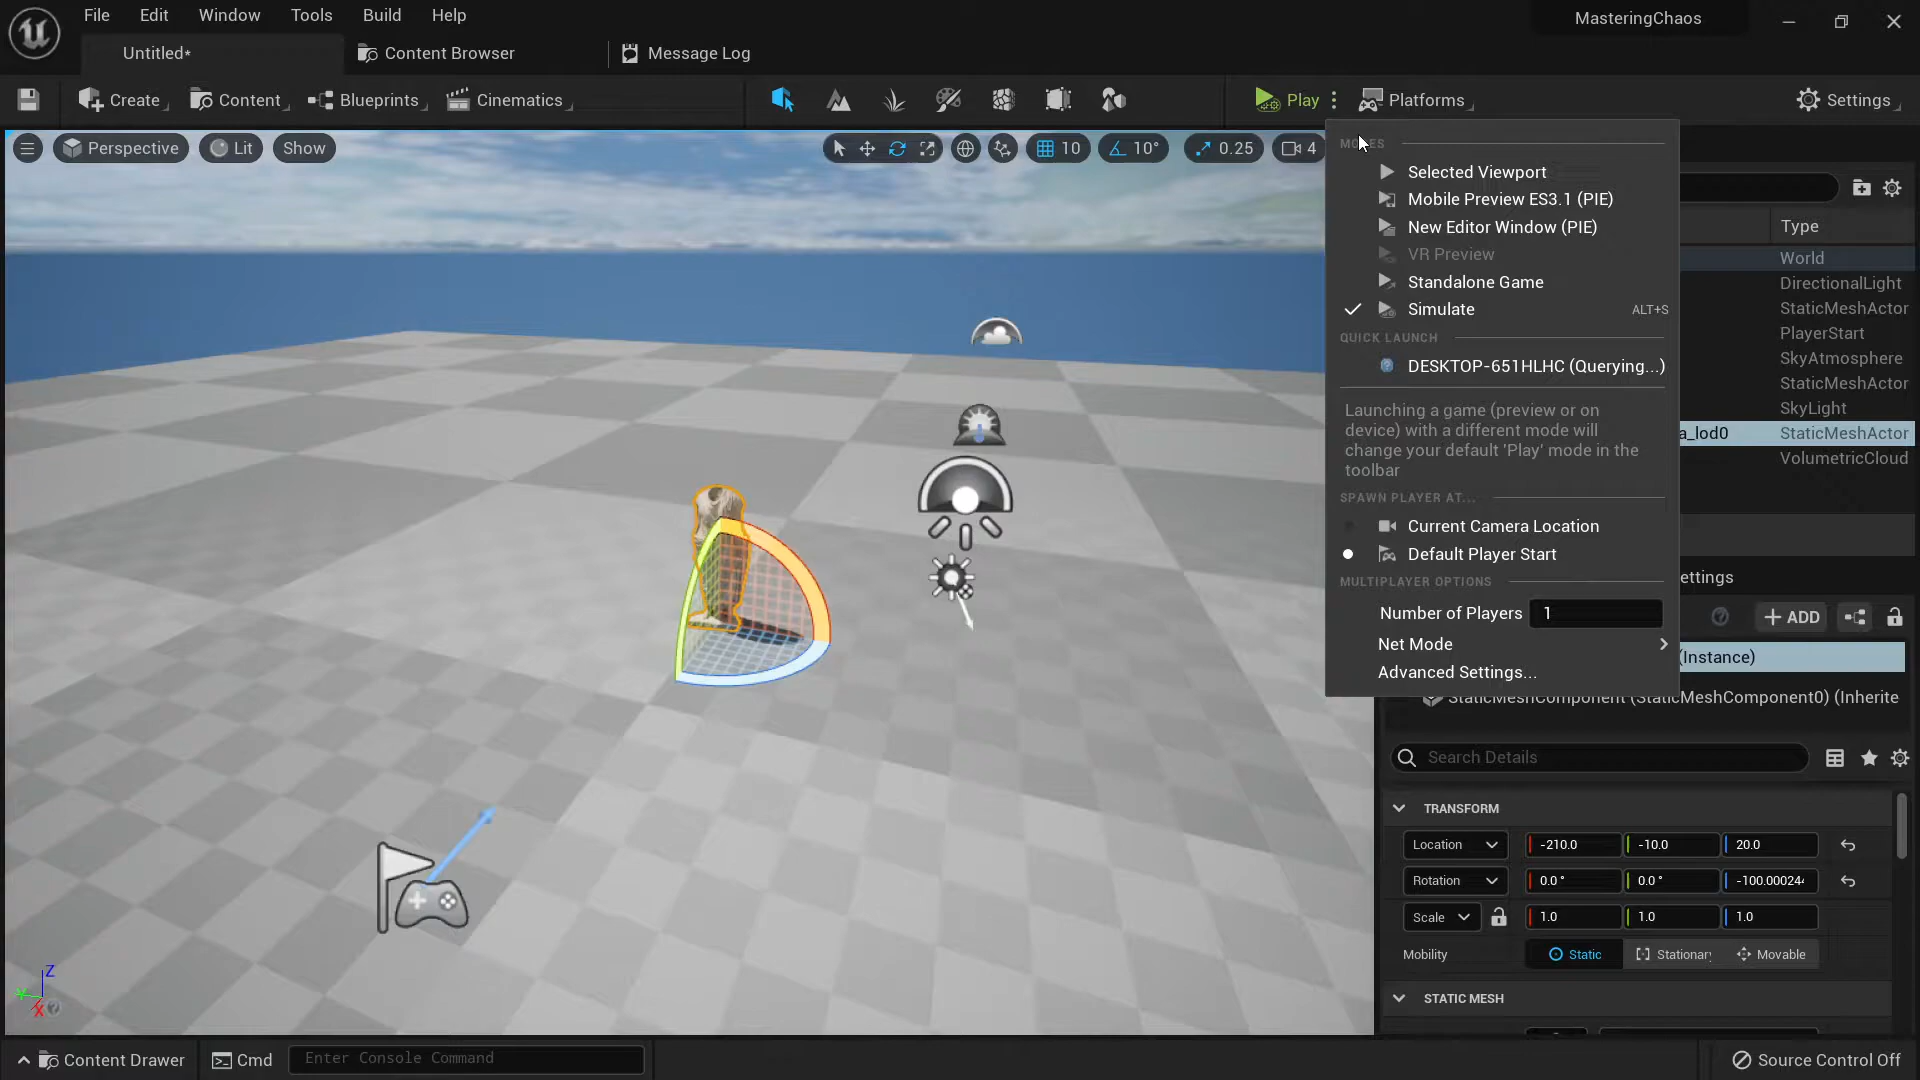 File Edit Window Tools Build Help
MasteringChaos
Untitled*
Content Browser
Message Log
Create
Content
Blueprints
Cinematics
Play
Platforms
Settings
Perspective
Lit
Show
10
10°
0.25
4
Selected Viewport
Mobile Preview ES3.1 (PIE)
New Editor Window (PIE)
VR Preview
Standalone Game
Simulate ALT+S
QUICK LAUNCH
DESKTOP-651HLHC (Querying...)
Launching a game (preview or on
device) with a different mode will
change your default 'Play' mode in the
toolbar
SPAWN PLAYER AT...
Current Camera Location
Default Player Start
MULTIPLAYER OPTIONS
Number of Players 1
Net Mode
Advanced Settings...
Type
World
DirectionalLight
StaticMeshActor
PlayerStart
SkyAtmosphere
StaticMeshActor
SkyLight
a_lod0 StaticMeshActor
VolumetricCloud
ettings
ADD
(Instance)
StaticMeshComponent (StaticMeshComponent0) (Inherite
Search Details
TRANSFORM
Location -210.0 -10.0 20.0
Rotation 0.0° 0.0° -100.000244
Scale 1.0 1.0 1.0
Mobility Static Stationary Movable
STATIC MESH
Z
Y
X
Content Drawer
Cmd
Enter Console Command
Source Control Off